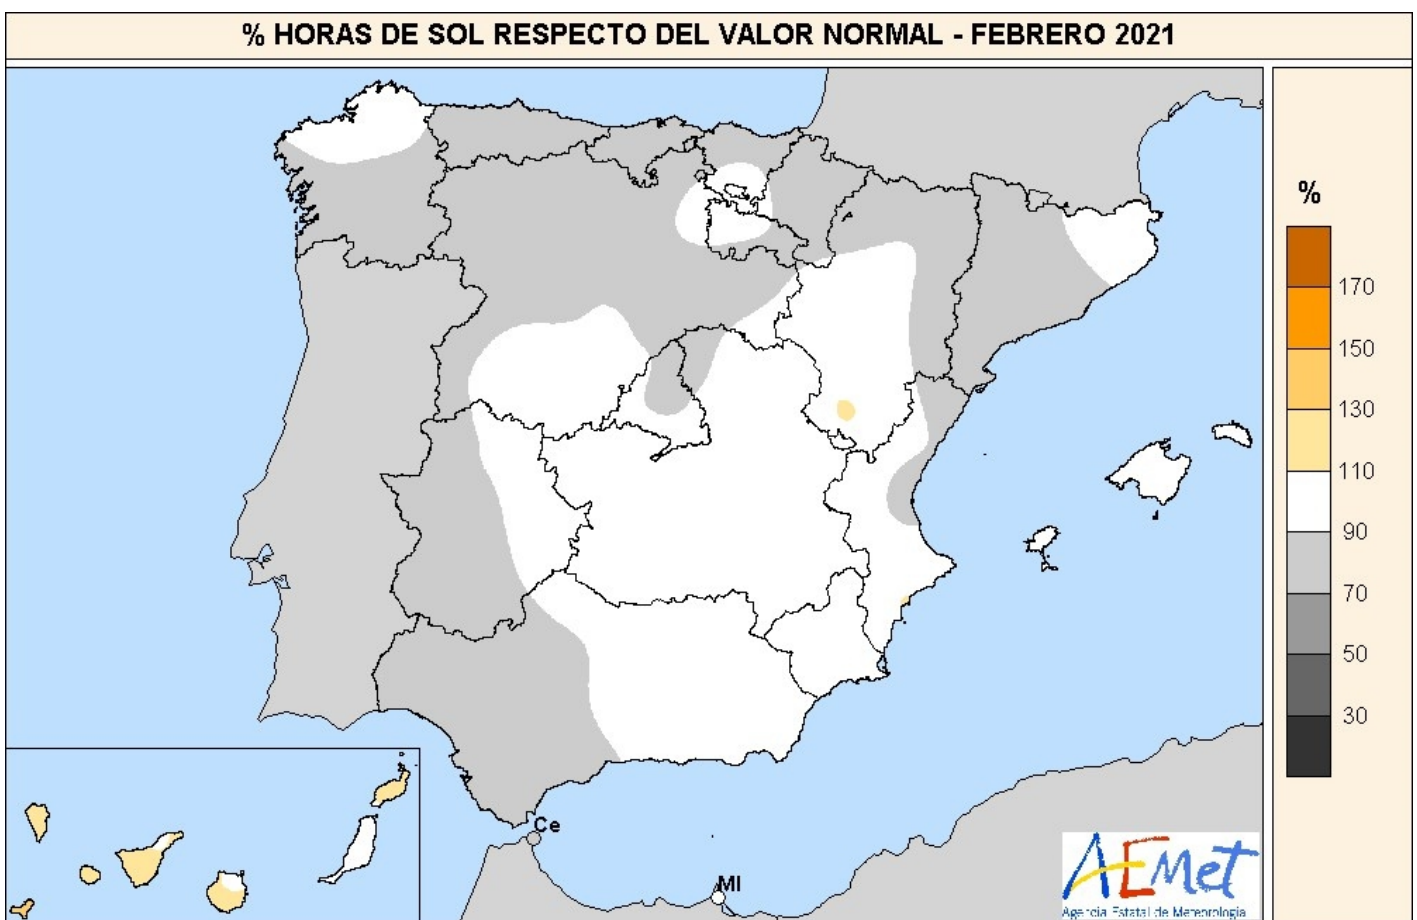 % HORAS DE SOL RESPECTO DEL VALOR NORMAL - FEBRERO 2021
%
170
150
130
110
90
70
50
30
Ce
Ml
AEMet
Agencia Estatal de Meteorología